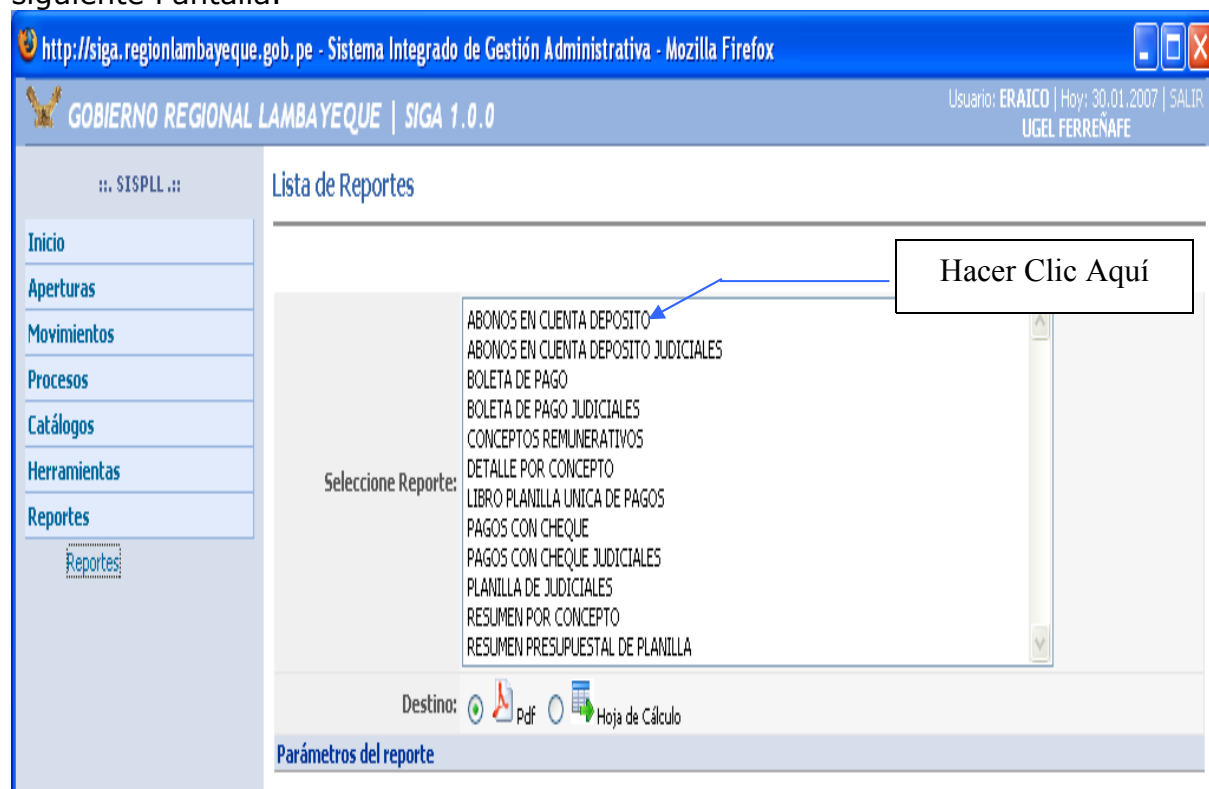 siguiente Pantalla.
http://siga.regionlambayeque.gob.pe - Sistema Integrado de Gestión Administrativa - Mozilla Firefox
GOBIERNO REGIONAL LAMBAYEQUE | SIGA 1.0.0
Usuario: ERAICO | Hoy: 30.01.2007 | SALIR
UGEL FERREÑAFE
::. SISPLL .::
Inicio
Aperturas
Movimientos
Procesos
Catálogos
Herramientas
Reportes
Reportes
Lista de Reportes
Hacer Clic Aquí
Seleccione Reporte:
ABONOS EN CUENTA DEPOSITO
ABONOS EN CUENTA DEPOSITO JUDICIALES
BOLETA DE PAGO
BOLETA DE PAGO JUDICIALES
CONCEPTOS REMUNERATIVOS
DETALLE POR CONCEPTO
LIBRO PLANILLA UNICA DE PAGOS
PAGOS CON CHEQUE
PAGOS CON CHEQUE JUDICIALES
PLANILLA DE JUDICIALES
RESUMEN POR CONCEPTO
RESUMEN PRESUPUESTAL DE PLANILLA
Destino: Pdf Hoja de Cálculo
Parámetros del reporte